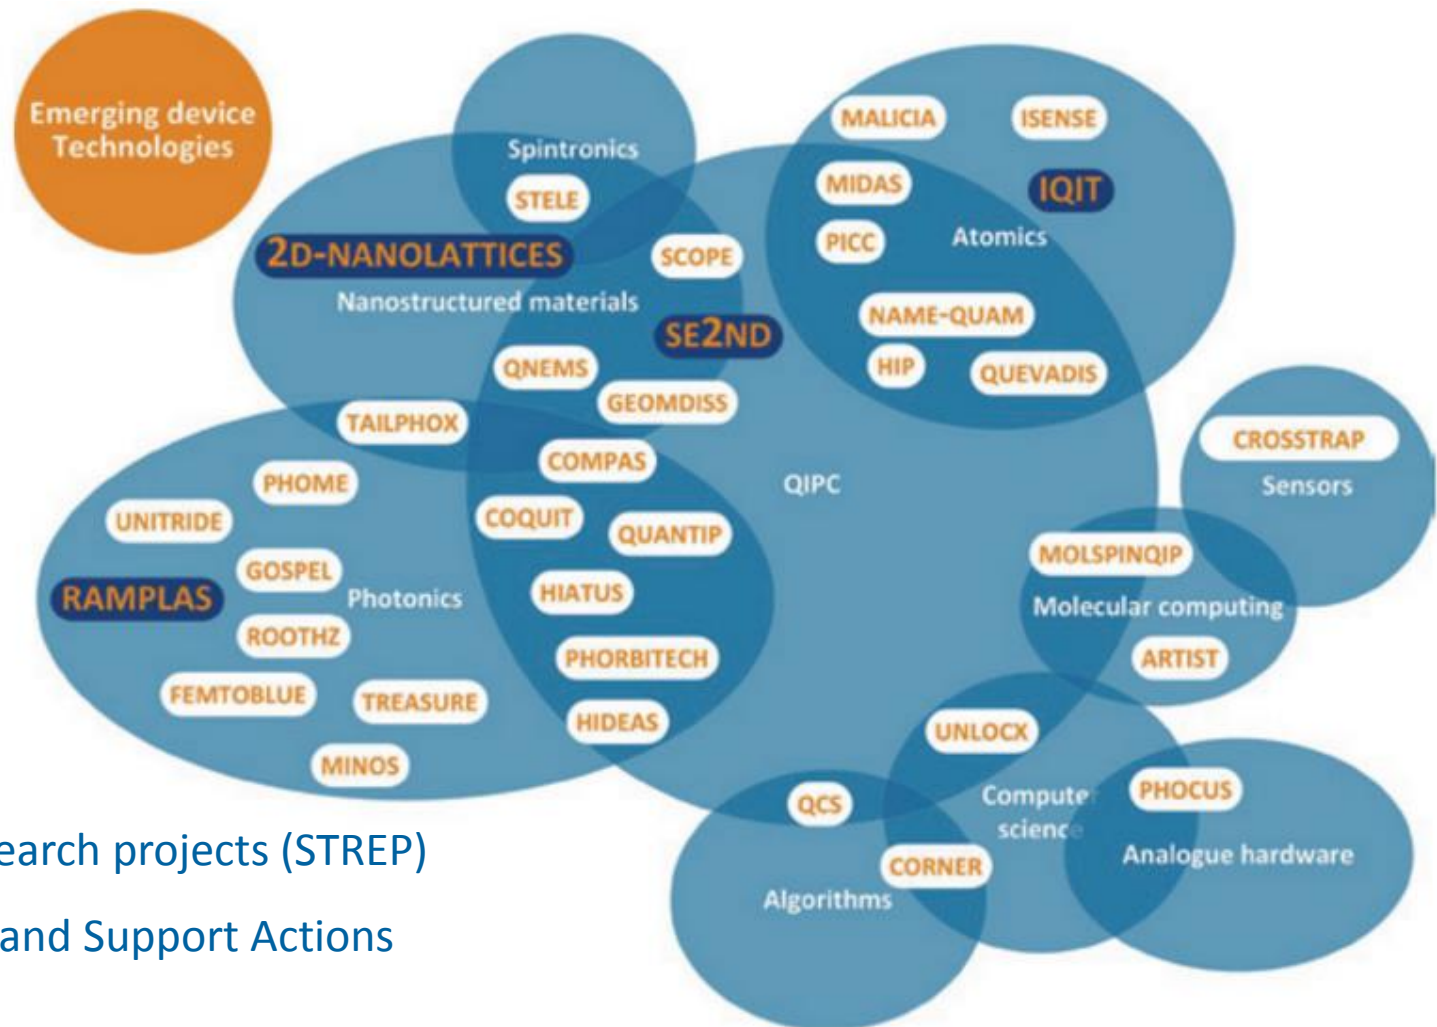 Emerging device
Technologies
Spintronics
STELE
2D-NANOLATTICES
SCOPE
Nanostructured materials
SE2ND
QNEMS
GEOMDISS
TAILPHOX
MALICIA
ISENSE
MIDAS
IQIT
PICC
Atomics
NAME-QUAM
HIP
QUEVADIS
COMPAS
QIPC
COQUIT
QUANTIP
HIATUS
PHORBITECH
HIDEAS
PHOME
UNITRIDE
GOSPEL
RAMPLAS
Photonics
ROOTHZ
FEMTOBLUE
TREASURE
MINOS
CROSSTRAP
Sensors
MOLSPINQIP
Molecular computing
ARTIST
UNLOCX
QCS
Computer
science
PHOCUS
CORNER
Analogue hardware
Algorithms
earch projects (STREP)
and Support Actions